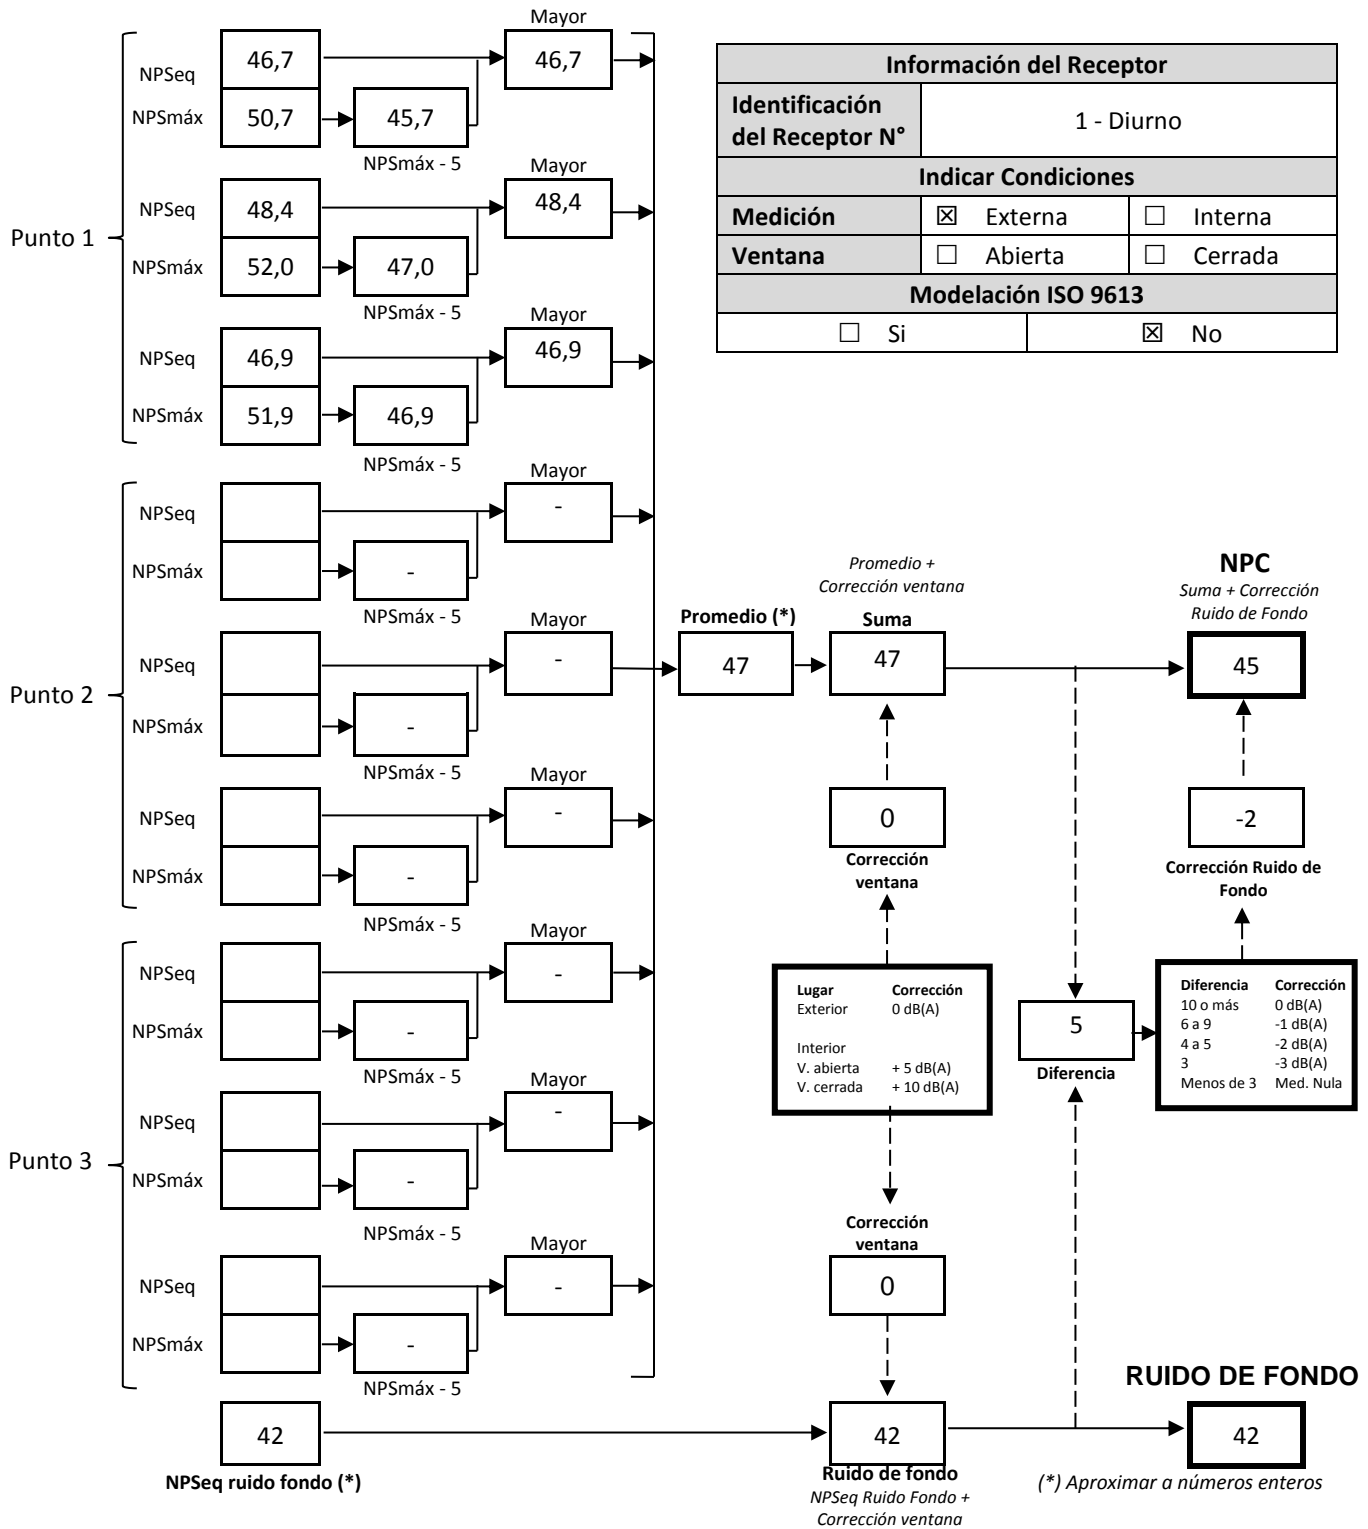 Información del Receptor
Identificación del Receptor N°
1 - Diurno
Indicar Condiciones
Medición ☒ Externa ☐ Interna
Ventana ☐ Abierta ☐ Cerrada
Modelación ISO 9613
☐ Si ☒ No
Punto 1
Mayor
NPSeq 46,7 46,7
NPSmáx 50,7 45,7
NPSmáx - 5
Mayor
NPSeq 48,4 48,4
NPSmáx 52,0 47,0
NPSmáx - 5
Mayor
NPSeq 46,9 46,9
NPSmáx 51,9 46,9
NPSmáx - 5
Punto 2
Mayor
NPSeq -
NPSmáx -
NPSmáx - 5
Mayor
NPSeq -
NPSmáx -
NPSmáx - 5
Mayor
NPSeq -
NPSmáx -
NPSmáx - 5
Punto 3
Mayor
NPSeq -
NPSmáx -
NPSmáx - 5
Mayor
NPSeq -
NPSmáx -
NPSmáx - 5
Mayor
NPSeq -
NPSmáx -
NPSmáx - 5
42
NPSeq ruido fondo (*)
Promedio (*)
47
Promedio +
Corrección ventana
Suma
47
0
Corrección
ventana
Lugar Corrección
Exterior 0 dB(A)
Interior
V. abierta + 5 dB(A)
V. cerrada + 10 dB(A)
Corrección
ventana
0
42
Ruido de fondo
NPSeq Ruido Fondo +
Corrección ventana
5
Diferencia
NPC
Suma + Corrección
Ruido de Fondo
45
-2
Corrección Ruido de
Fondo
Diferencia Corrección
10 o más 0 dB(A)
6 a 9 -1 dB(A)
4 a 5 -2 dB(A)
3 -3 dB(A)
Menos de 3 Med. Nula
RUIDO DE FONDO
42
(*) Aproximar a números enteros